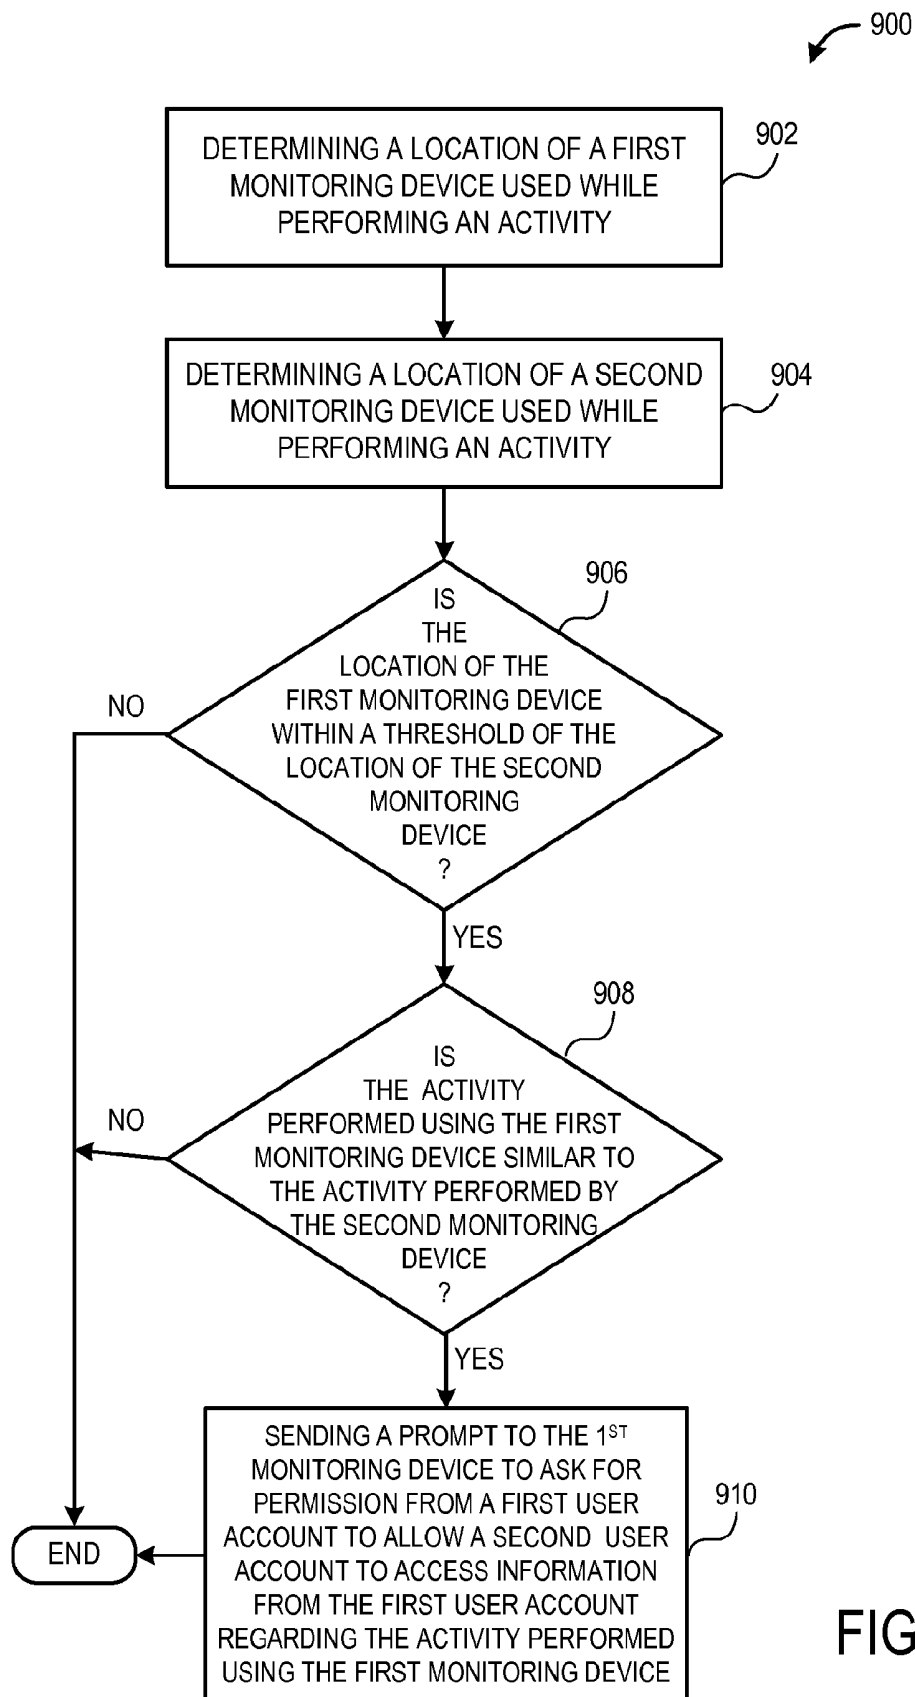 900
DETERMINING A LOCATION OF A FIRST
MONITORING DEVICE USED WHILE
PERFORMING AN ACTIVITY
902
DETERMINING A LOCATION OF A SECOND
MONITORING DEVICE USED WHILE
PERFORMING AN ACTIVITY
904
906
IS
THE
LOCATION OF THE
FIRST MONITORING DEVICE
WITHIN A THRESHOLD OF THE
LOCATION OF THE SECOND
MONITORING
DEVICE
?
NO
YES
908
IS
THE ACTIVITY
PERFORMED USING THE FIRST
MONITORING DEVICE SIMILAR TO
THE ACTIVITY PERFORMED BY
THE SECOND MONITORING
DEVICE
?
NO
YES
SENDING A PROMPT TO THE 1ST
MONITORING DEVICE TO ASK FOR
PERMISSION FROM A FIRST USER
ACCOUNT TO ALLOW A SECOND USER
ACCOUNT TO ACCESS INFORMATION
FROM THE FIRST USER ACCOUNT
REGARDING THE ACTIVITY PERFORMED
USING THE FIRST MONITORING DEVICE
910
END
FIG